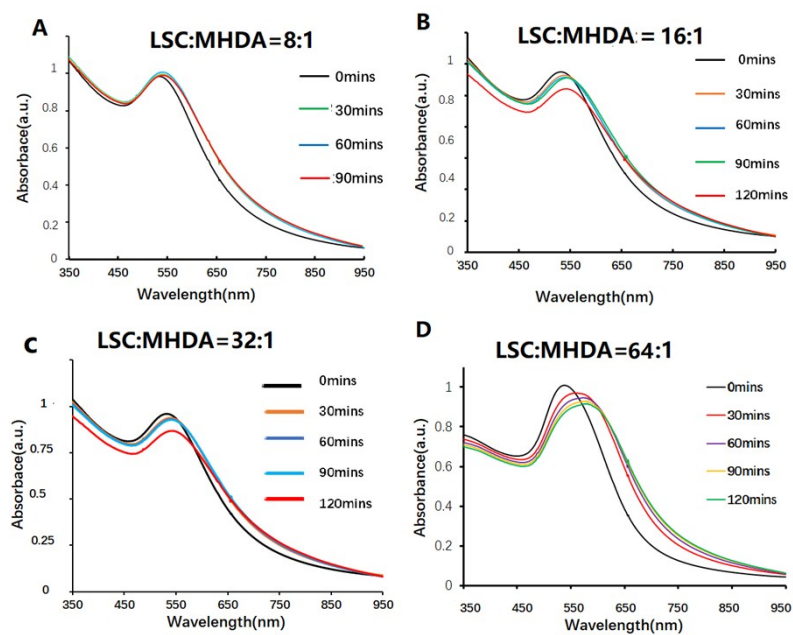 A
LSC:MHDA=8:1
Absorbace(a.u.)
1
0.8
0.6
0.4
0.2
0
350
450
550
650
750
850
950
Wavelength(nm)
0mins
30mins
60mins
90mins
B
LSC:MHDA = 16:1
Absorbance(a.u.)
1
0.8
0.6
0.4
0.2
0
350
450
550
650
750
850
950
Wavelength(nm)
0mins
30mins
60mins
90mins
120mins
C
LSC:MHDA=32:1
Absorbace(a.u.)
1
0.75
0.5
0.25
0
350
450
550
650
750
850
950
Wavelength(nm)
0mins
30mins
60mins
90mins
120mins
D
LSC:MHDA=64:1
Absorbance(a.u.)
1
0.8
0.6
0.4
0.2
0
350
450
550
650
750
850
950
Wavelength(nm)
0mins
30mins
60mins
90mins
120mins